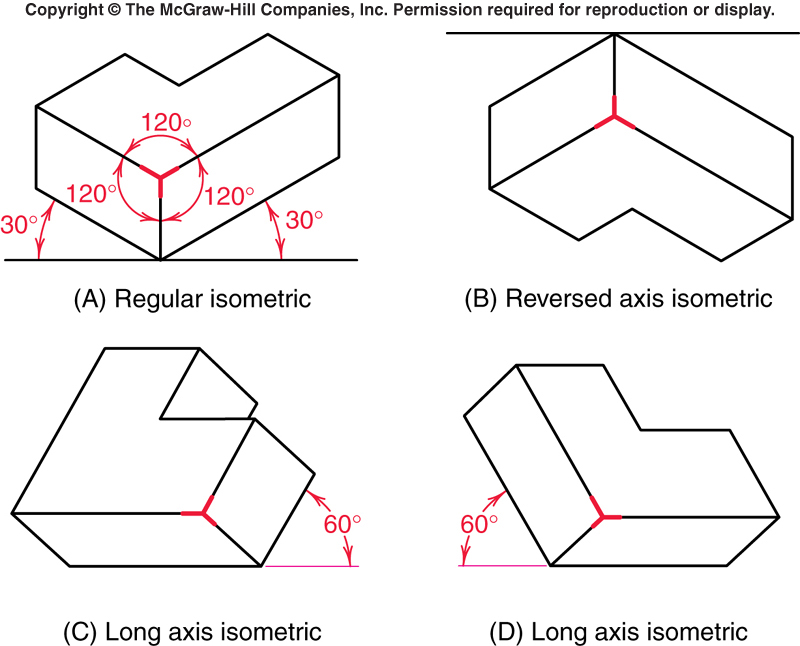 Copyright © The McGraw-Hill Companies, Inc. Permission required for reproduction or display.
120°
120°
120°
30°
30°
(A) Regular isometric
(B) Reversed axis isometric
60°
60°
(C) Long axis isometric
(D) Long axis isometric